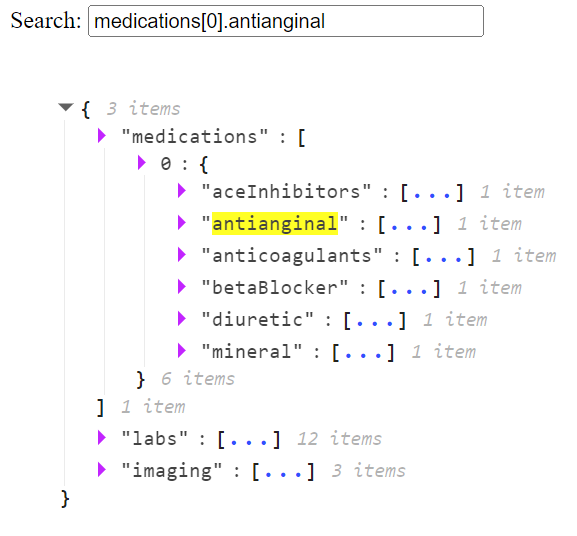 Search: medications[0].antianginal
{ 3 items
"medications" : [
0 : {
"aceInhibitors" : [...] 1 item
"antianginal" : [...] 1 item
"anticoagulants" : [...] 1 item
"betaBlocker" : [...] 1 item
"diuretic" : [...] 1 item
"mineral" : [...] 1 item
} 6 items
] 1 item
"labs" : [...] 12 items
"imaging" : [...] 3 items
}